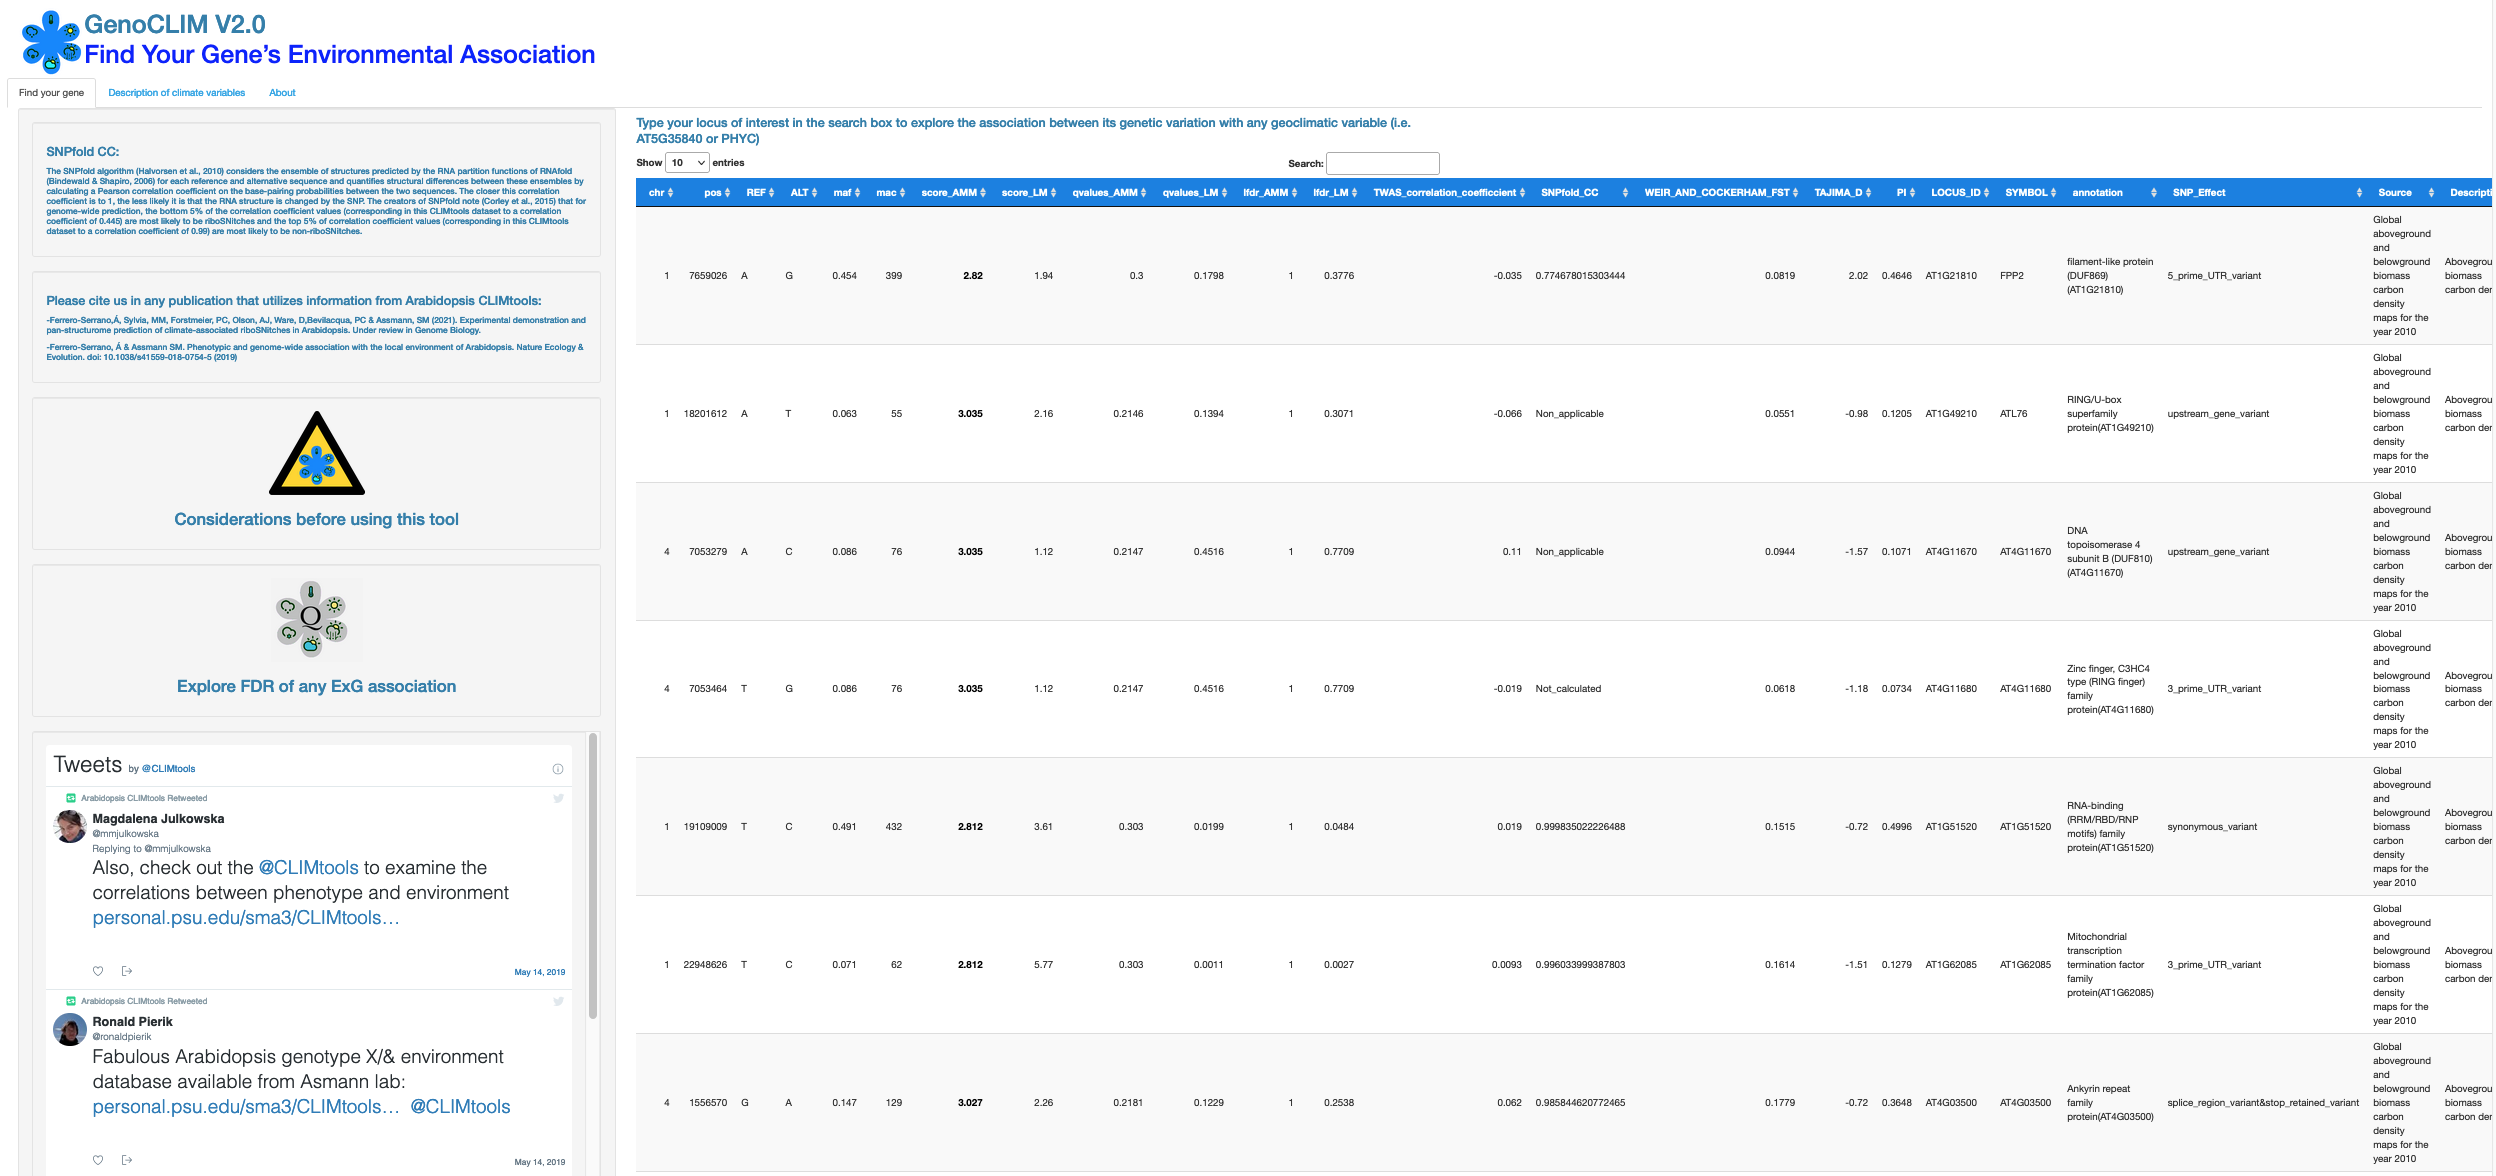 GenoCLIM V2.0
Find Your Gene's Environmental Association
Find your gene
Description of climate variables
About
SNPfold CC:
The SNPfold algorithm (Halvorsen et al., 2010) considers the ensemble of structures predicted by the RNA partition functions of RNAfold
(Bindewald & Shapiro, 2006) for each reference and alternative sequence and quantifies structural differences between these ensembles by
calculating a Pearson correlation coefficient on the base-pairing probabilities between the two sequences. The closer this correlation
coefficient is to 1, the less likely it is that the RNA structure is changed by the SNP. The creators of SNPfold note (Corley et al., 2015) that for
genome-wide prediction, the bottom 5% of the correlation coefficient values (corresponding in this CLIMtools dataset to a correlation
coefficient of 0.445) are most likely to be riboSNitches and the top 5% of correlation coefficient values (corresponding in this CLIMtools
dataset to a correlation coefficient of 0.99) are most likely to be non-riboSNitches.
Please cite us in any publication that utilizes information from Arabidopsis CLIMtools:
-Ferrero-Serrano,Á, Sylvia, MM, Forstmeier, PC, Olson, AJ, Ware, D,Bevilacqua, PC & Assmann, SM (2021). Experimental demonstration and
pan-structurome prediction of climate-associated riboSNitches in Arabidopsis. Under review in Genome Biology.
-Ferrero-Serrano, Á & Assmann SM. Phenotypic and genome-wide association with the local environment of Arabidopsis. Nature Ecology &
Evolution. doi: 10.1038/s41559-018-0754-5 (2019)
Considerations before using this tool
Q
Explore FDR of any ExG association
Tweets by @CLIMtools
Arabidopsis CLIMtools Retweeted
Magdalena Julkowska
@mmjulkowska
Replying to @mmjulkowska
Also, check out the @CLIMtools to examine the
correlations between phenotype and environment
personal.psu.edu/sma3/CLIMtools…
May 14, 2019
Arabidopsis CLIMtools Retweeted
Ronald Pierik
@ronaldpierik
Fabulous Arabidopsis genotype X/& environment
database available from Asmann lab:
personal.psu.edu/sma3/CLIMtools… @CLIMtools
May 14, 2019
Type your locus of interest in the search box to explore the association between its genetic variation with any geoclimatic variable (i.e.
AT5G35840 or PHYC)
Show 10 entries
Search:
chr pos REF ALT maf mac score_AMM score_LM qvalues_AMM qvalues_LM lfdr_AMM lfdr_LM TWAS_correlation_coefficcient SNPfold_CC WEIR_AND_COCKERHAM_FST TAJIMA_D PI LOCUS_ID SYMBOL annotation SNP_Effect Source Descripti
1 7659026 A G 0.454 399 2.82 1.94 0.3 0.1798 1 0.3776 -0.035 0.774678015303444 0.0819 2.02 0.4646 AT1G21810 FPP2
filament-like protein
(DUF869)
(AT1G21810)
5_prime_UTR_variant
Global
aboveground
and
belowground
biomass
carbon
density
maps for the
year 2010
Abovegrou
biomass
carbon der
1 18201612 A T 0.063 55 3.035 2.16 0.2146 0.1394 1 0.3071 -0.066 Non_applicable 0.0551 -0.98 0.1205 AT1G49210 ATL76
RING/U-box
superfamily
protein(AT1G49210)
upstream_gene_variant
Global
aboveground
and
belowground
biomass
carbon
density
maps for the
year 2010
Abovegrou
biomass
carbon der
4 7053279 A C 0.086 76 3.035 1.12 0.2147 0.4516 1 0.7709 0.11 Non_applicable 0.0944 -1.57 0.1071 AT4G11670 AT4G11670
DNA
topoisomerase 4
subunit B (DUF810)
(AT4G11670)
upstream_gene_variant
Global
aboveground
and
belowground
biomass
carbon
density
maps for the
year 2010
Abovegrou
biomass
carbon der
4 7053464 T G 0.086 76 3.035 1.12 0.2147 0.4516 1 0.7709 -0.019 Not_calculated 0.0618 -1.18 0.0734 AT4G11680 AT4G11680
Zinc finger, C3HC4
type (RING finger)
family
protein(AT4G11680)
3_prime_UTR_variant
Global
aboveground
and
belowground
biomass
carbon
density
maps for the
year 2010
Abovegrou
biomass
carbon der
1 19109009 T C 0.491 432 2.812 3.61 0.303 0.0199 1 0.0484 0.019 0.999835022226488 0.1515 -0.72 0.4996 AT1G51520 AT1G51520
RNA-binding
(RRM/RBD/RNP
motifs) family
protein(AT1G51520)
synonymous_variant
Global
aboveground
and
belowground
biomass
carbon
density
maps for the
year 2010
Abovegrou
biomass
carbon der
1 22948626 T C 0.071 62 2.812 5.77 0.303 0.0011 1 0.0027 0.0093 0.996033999387803 0.1614 -1.51 0.1279 AT1G62085 AT1G62085
Mitochondrial
transcription
termination factor
family
protein(AT1G62085)
3_prime_UTR_variant
Global
aboveground
and
belowground
biomass
carbon
density
maps for the
year 2010
Abovegrou
biomass
carbon der
4 1556570 G A 0.147 129 3.027 2.26 0.2181 0.1229 1 0.2538 0.062 0.985844620772465 0.1779 -0.72 0.3648 AT4G03500 AT4G03500
Ankyrin repeat
family
protein(AT4G03500)
splice_region_variant&stop_retained_variant
Global
aboveground
and
belowground
biomass
carbon
density
maps for the
year 2010
Abovegrou
biomass
carbon der